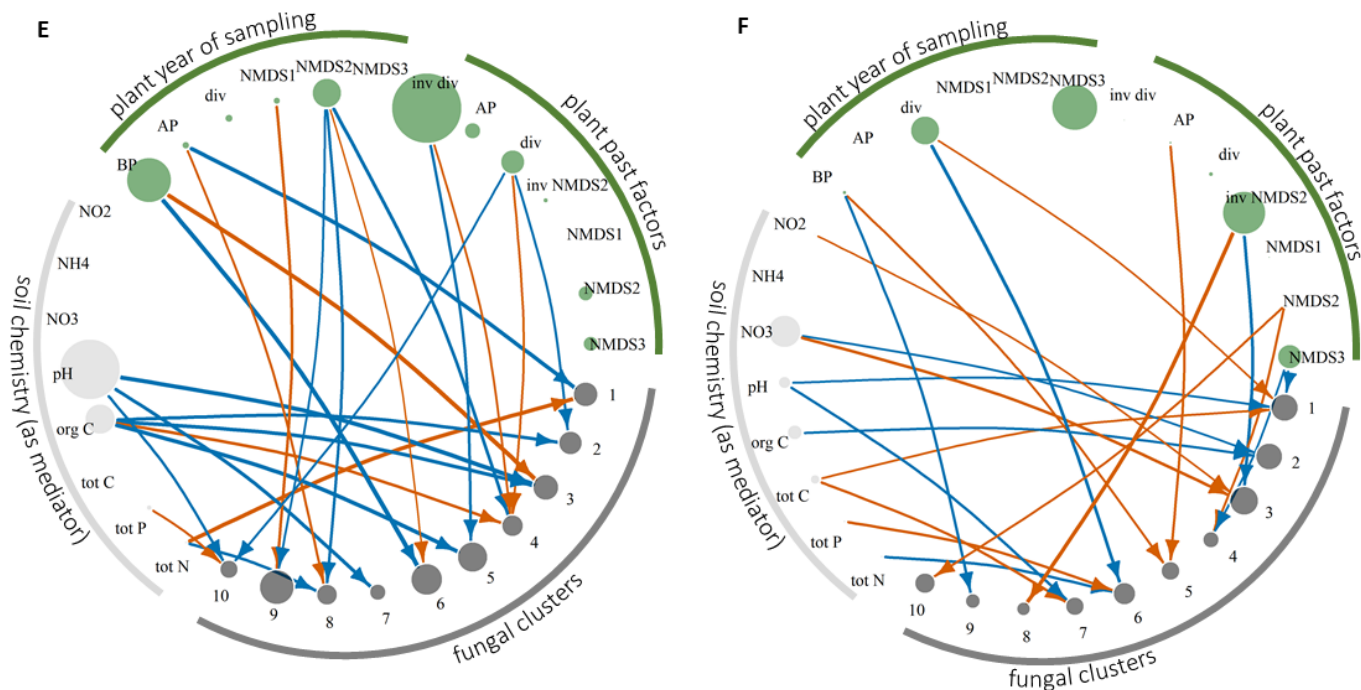 E
plant year of sampling
plant past factors
soil chemistry (as mediator)
fungal clusters
BP
AP
div
NMDS1
NMDS2
NMDS3
inv div
AP
div
inv NMDS2
NMDS1
NMDS2
NMDS3
1
2
3
4
5
6
7
8
9
10
tot N
tot P
tot C
org C
pH
NO3
NH4
NO2
F
plant year of sampling
plant past factors
soil chemistry (as mediator)
fungal clusters
BP
AP
div
NMDS1
NMDS2
NMDS3
inv div
AP
div
inv NMDS2
NMDS1
NMDS2
NMDS3
1
2
3
4
5
6
7
8
9
10
tot N
tot P
tot C
org C
pH
NO3
NH4
NO2